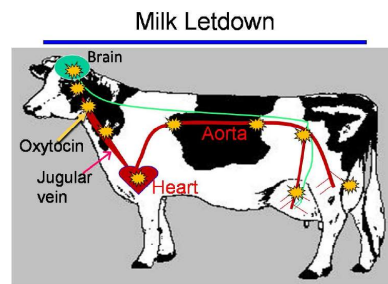 Milk Letdown
Brain
Oxytocin
Aorta
Jugular
vein
Heart